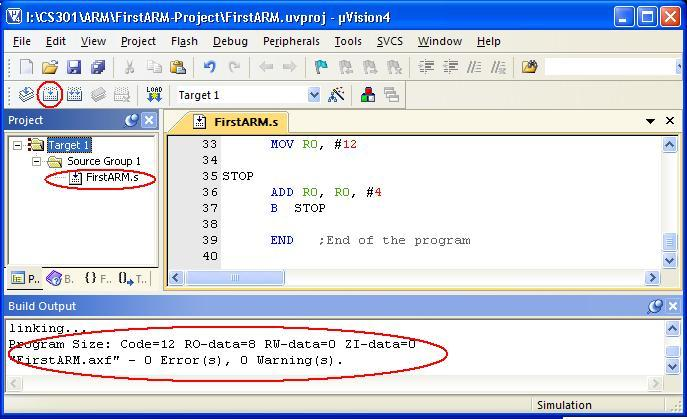 I:\CS301\ARM\FirstARM-Project\FirstARM.uvproj - µVision4
File Edit View Project Flash Debug Peripherals Tools SVCS Window Help
LOAD Target 1
Project
FirstARM.s
Target 1
Source Group 1
FirstARM.s
33 MOV R0, #12
34
35 STOP
36 ADD R0, R0, #4
37 B STOP
38
39 END ;End of the program
40
P.. B. {} F.. T..
Build Output
linking...
Program Size: Code=12 RO-data=8 RW-data=0 ZI-data=0
"FirstARM.axf" - 0 Error(s), 0 Warning(s).
Simulation